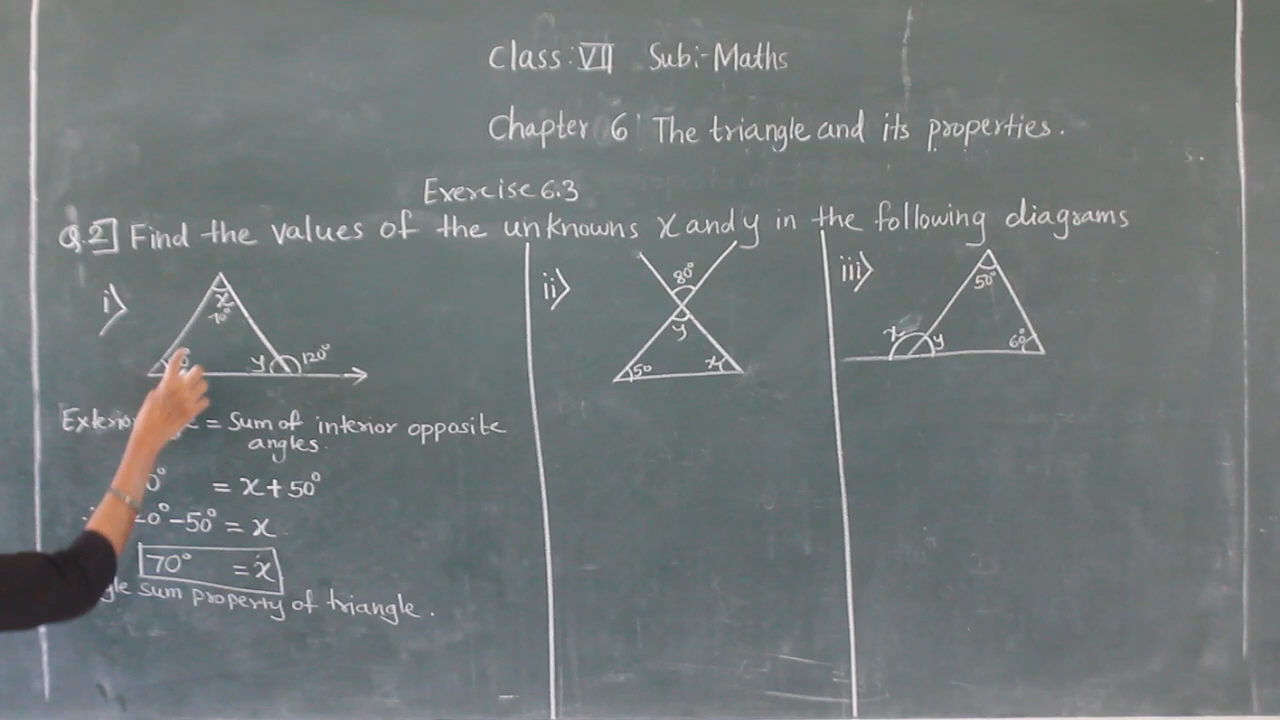 Class: VII Sub:- Maths
Chapter 6 The triangle and its properties.
Exercise 6.3
Q.2] Find the values of the unknowns x and y in the following diagrams
i)
x
70°
y 120°
= Sum of interior opposite
angles.
= x + 50°
-50° = x
70° = x
sum property of triangle.
ii)
80°
y
50
x
iii)
50°
x y
60°